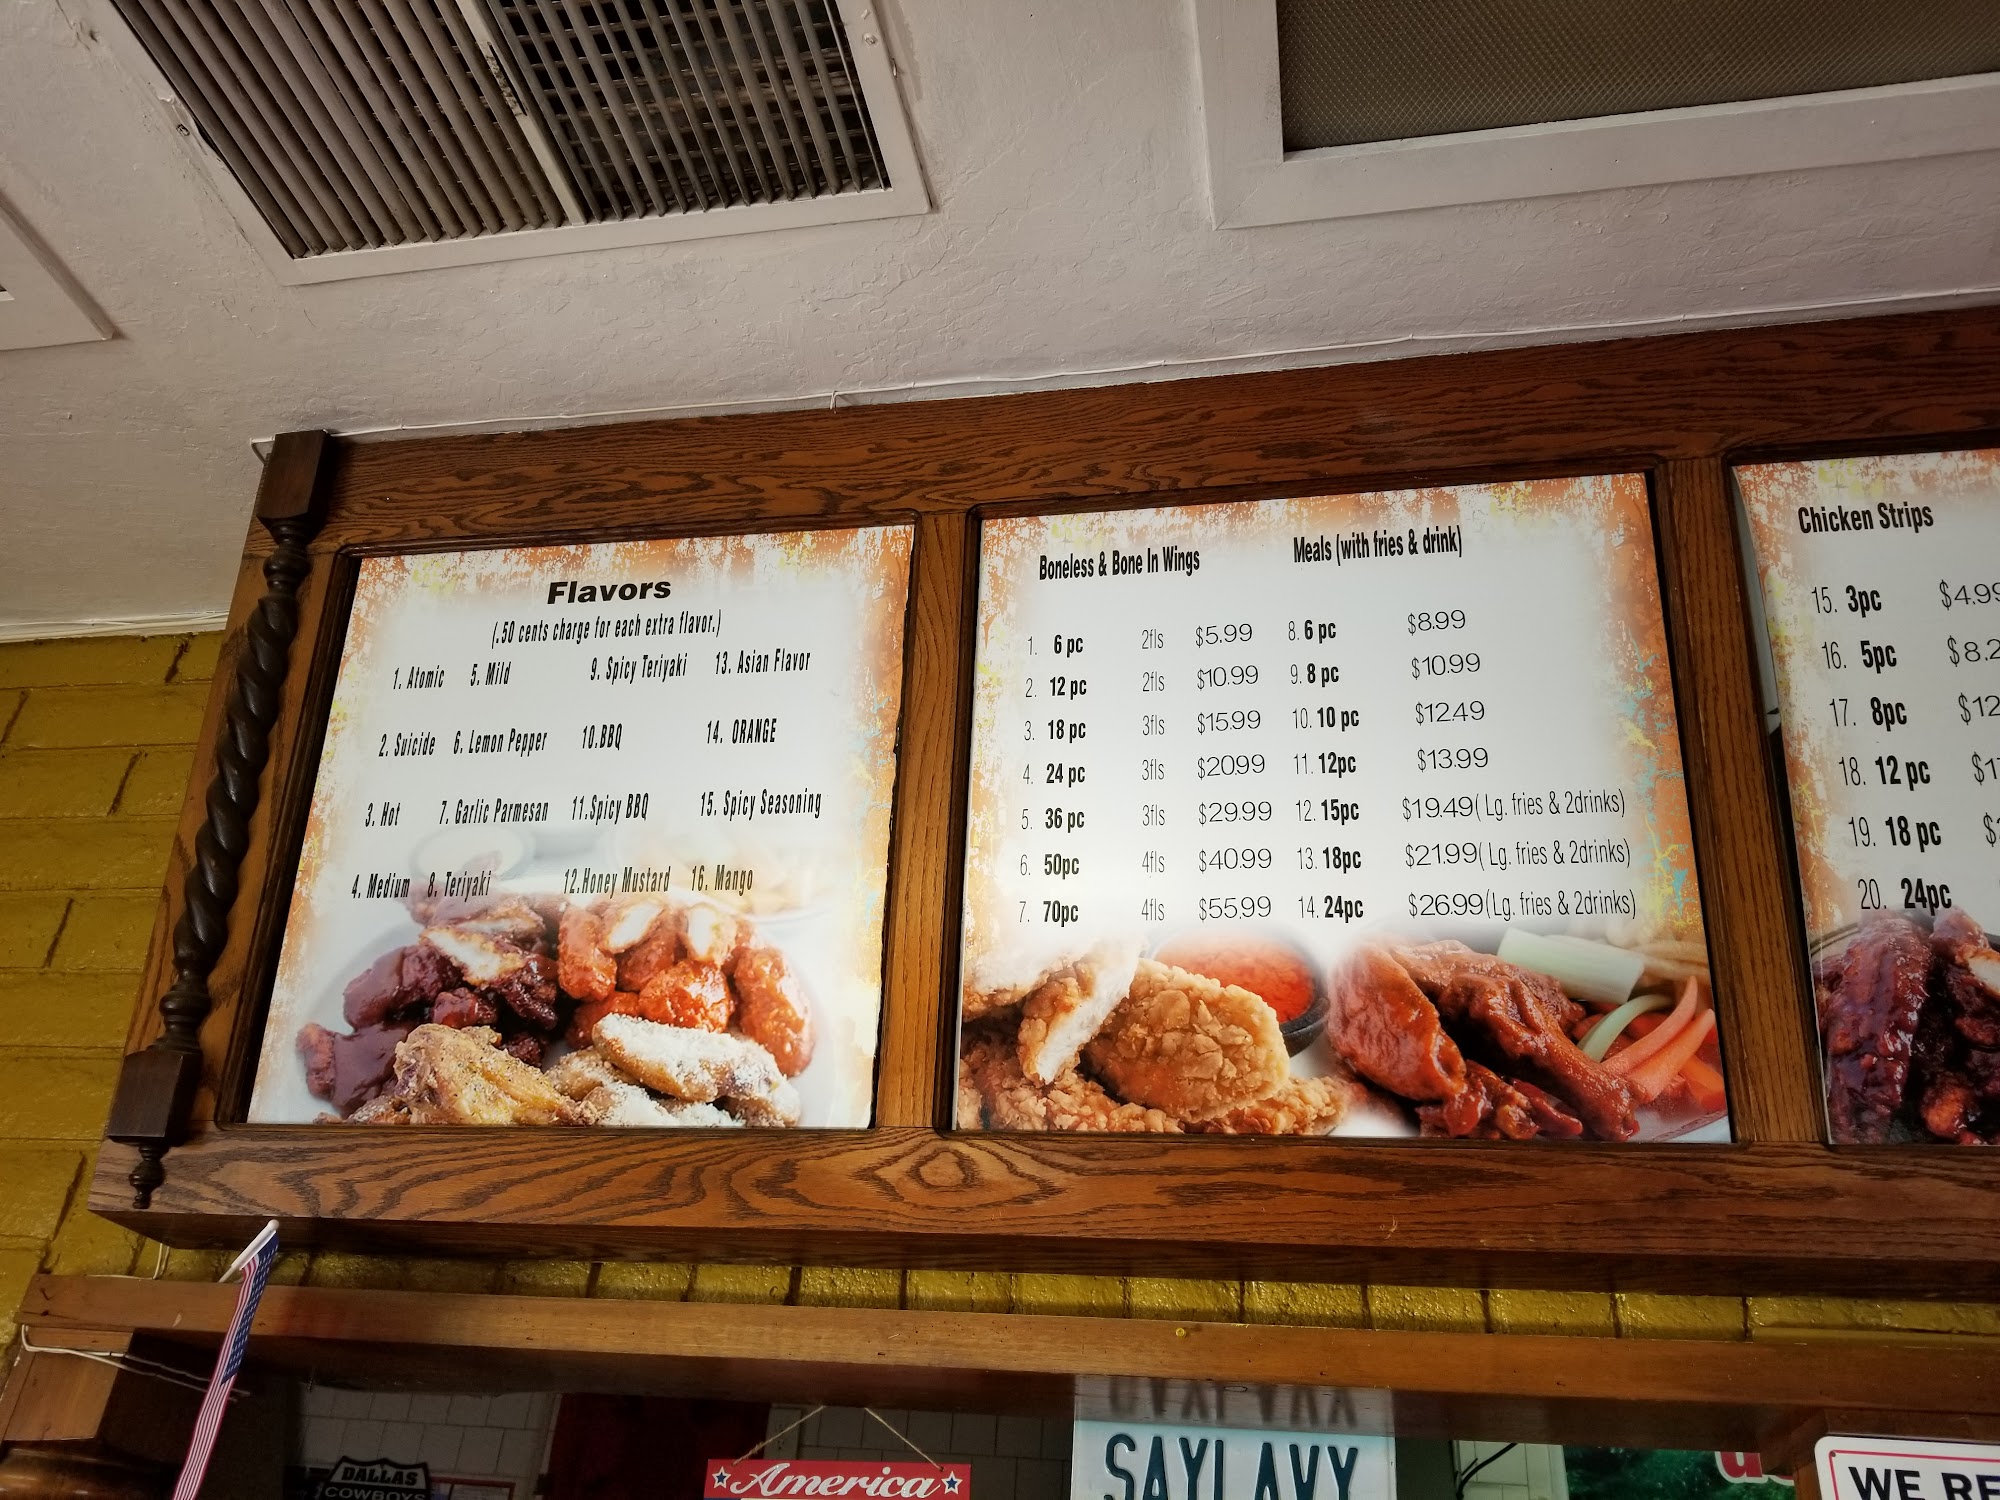 Flavors
(.50 cents charge for each extra flavor.)
1. Atomic 5. Mild 9. Spicy Teriyaki 13. Asian Flavor
2. Suicide 6. Lemon Pepper 10.BBQ 14. ORANGE
3. Hot 7. Garlic Parmesan 11.Spicy BBQ 15. Spicy Seasoning
4. Medium 8. Teriyaki 12.Honey Mustard 16. Mango
Boneless & Bone In Wings Meals (with fries & drink)
1. 6 pc 2fls $5.99 8. 6 pc $8.99
2. 12 pc 2fls $10.99 9. 8 pc $10.99
3. 18 pc 3fls $15.99 10. 10 pc $12.49
4. 24 pc 3fls $20.99 11. 12pc $13.99
5. 36 pc 3fls $29.99 12. 15pc $19.49( Lg. fries & 2drinks)
6. 50pc 4fls $40.99 13. 18pc $21.99( Lg. fries & 2drinks)
7. 70pc 4fls $55.99 14. 24pc $26.99(Lg. fries & 2drinks)
Chicken Strips
15. 3pc $4.99
16. 5pc $8.2
17. 8pc $12
18. 12 pc $1
19. 18 pc $
20. 24pc
DALLAS
COWBOYS
America
SAYLAVY
WE RE